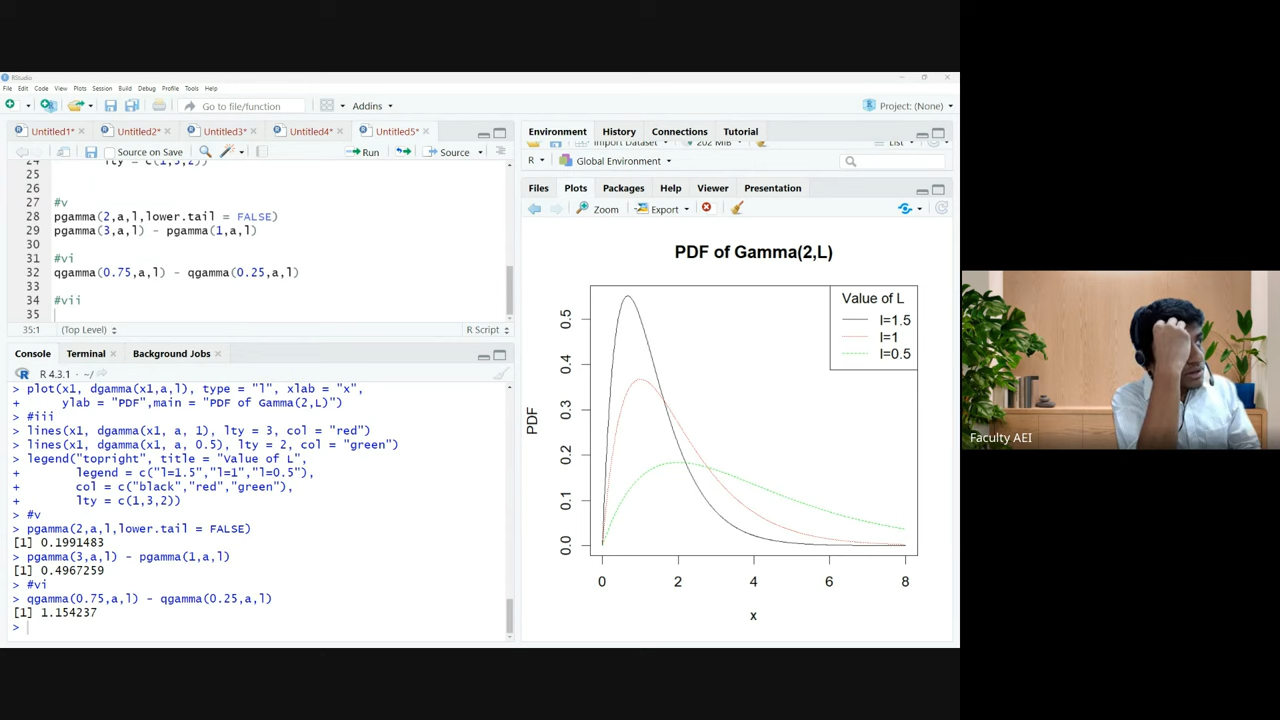 RStudio
File Edit Code View Plots Session Build Debug Profile Tools Help
Go to file/function Addins Project: (None)
Untitled1* Untitled2* Untitled3* Untitled4* Untitled5*
Source on Save Run Source
24 lty = c(1,3,2))
25
26
27 #v
28 pgamma(2,a,l,lower.tail = FALSE)
29 pgamma(3,a,l) - pgamma(1,a,l)
30
31 #vi
32 qgamma(0.75,a,l) - qgamma(0.25,a,l)
33
34 #vii
35
35:1 (Top Level) R Script
Console Terminal Background Jobs
R 4.3.1 · ~/
> plot(x1, dgamma(x1,a,l), type = "l", xlab = "x",
+ ylab = "PDF",main = "PDF of Gamma(2,L)")
> #iii
> lines(x1, dgamma(x1, a, 1), lty = 3, col = "red")
> lines(x1, dgamma(x1, a, 0.5), lty = 2, col = "green")
> legend("topright", title = "Value of L",
+ legend = c("l=1.5","l=1","l=0.5"),
+ col = c("black","red","green"),
+ lty = c(1,3,2))
> #v
> pgamma(2,a,l,lower.tail = FALSE)
[1] 0.1991483
> pgamma(3,a,l) - pgamma(1,a,l)
[1] 0.4967259
> #vi
> qgamma(0.75,a,l) - qgamma(0.25,a,l)
[1] 1.154237
>
Environment History Connections Tutorial
Import Dataset 202 MiB List
R Global Environment
Files Plots Packages Help Viewer Presentation
Zoom Export
PDF of Gamma(2,L)
Value of L
l=1.5
l=1
l=0.5
PDF
0.5
0.4
0.3
0.2
0.1
0.0
0 2 4 6 8
x
Faculty AEI